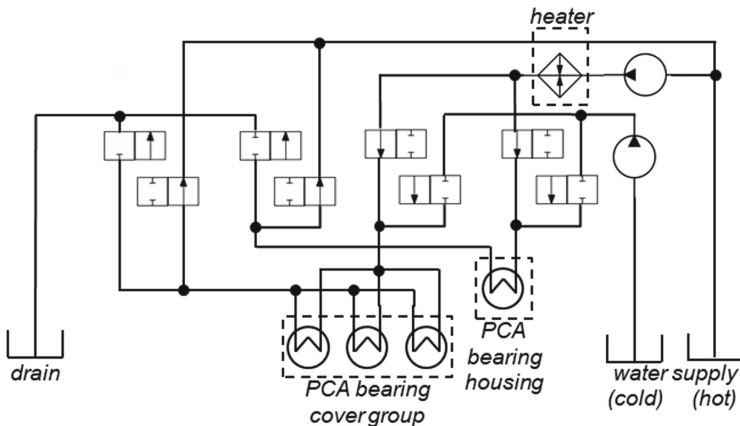 heater
drain
PCA bearing
cover group
PCA
bearing
housing
water supply
(cold) (hot)